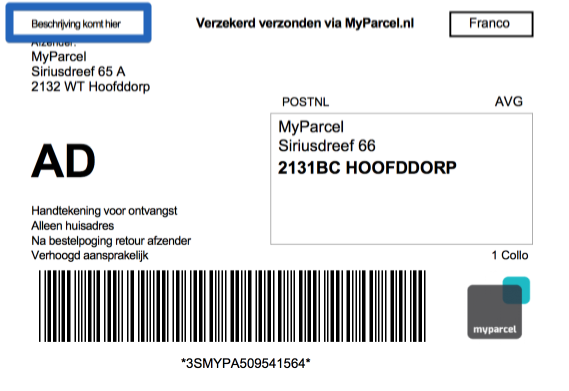 Beschrijving komt hier
Verzekerd verzonden via MyParcel.nl
Franco
Afzender:
MyParcel
Siriusdreef 65 A
2132 WT Hoofddorp
POSTNL
AVG
MyParcel
Siriusdreef 66
2131BC HOOFDDORP
AD
Handtekening voor ontvangst
Alleen huisadres
Na bestelpoging retour afzender
Verhoogd aansprakelijk
1 Collo
myparcel
*3SMYPA509541564*